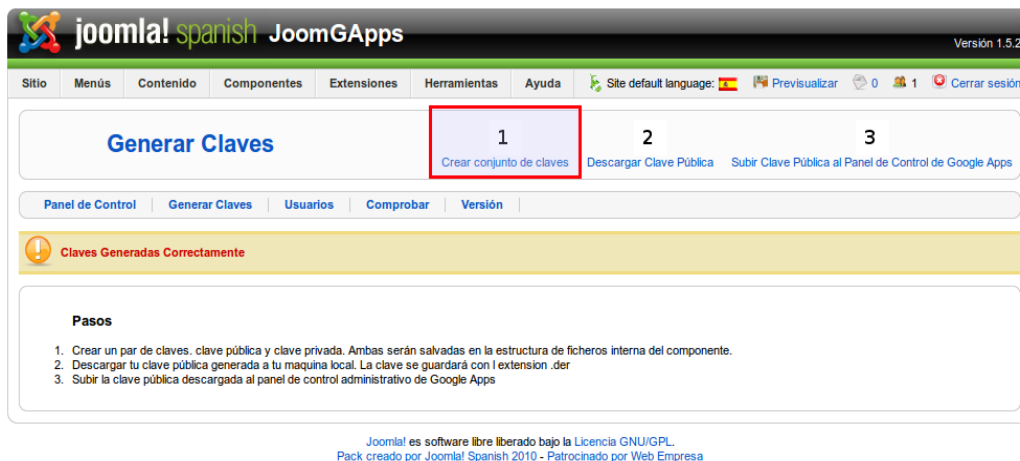 joomla! spanish JoomGApps
Versión 1.5.2
Sitio Menús Contenido Componentes Extensiones Herramientas Ayuda Site default language: Previsualizar 0 1 Cerrar sesión
Generar Claves
1 2 3
Crear conjunto de claves Descargar Clave Pública Subir Clave Pública al Panel de Control de Google Apps
Panel de Control Generar Claves Usuarios Comprobar Versión
Claves Generadas Correctamente
Pasos
1. Crear un par de claves. clave pública y clave privada. Ambas serán salvadas en la estructura de ficheros interna del componente.
2. Descargar tu clave pública generada a tu maquina local. La clave se guardará con l extension .der
3. Subir la clave pública descargada al panel de control administrativo de Google Apps
Joomla! es software libre liberado bajo la Licencia GNU/GPL.
Pack creado por Joomla! Spanish 2010 - Patrocinado por Web Empresa